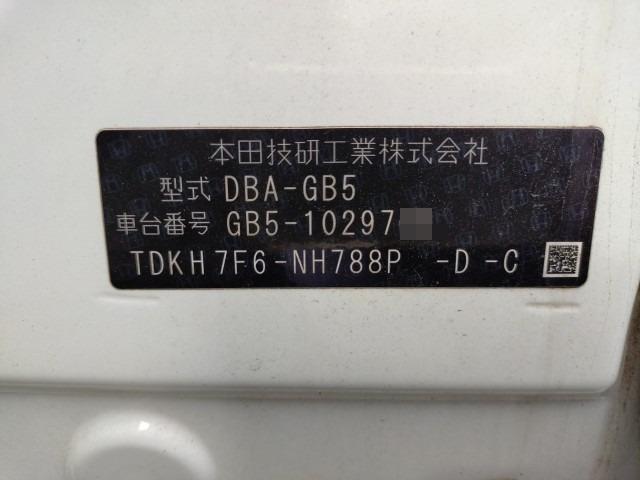 本田技研工業株式会社
型式 DBA-GB5
車台番号 GB5-10297
TDKH7F6-NH788P -D -C